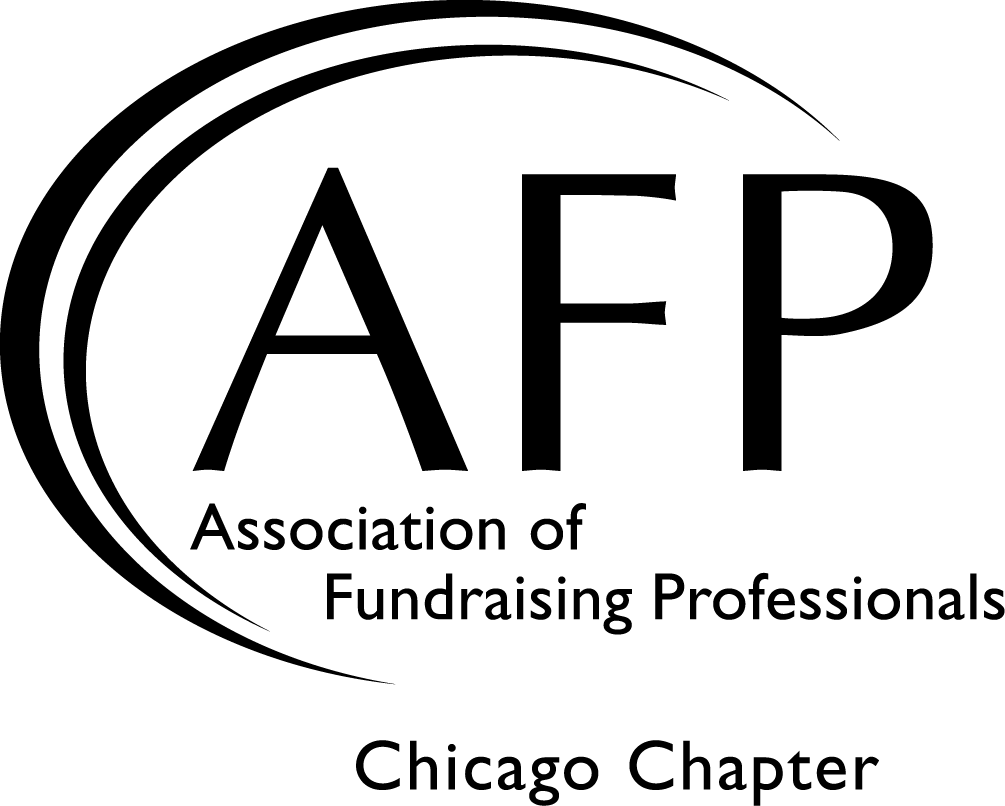 AFP
Association of
Fundraising Professionals
Chicago Chapter